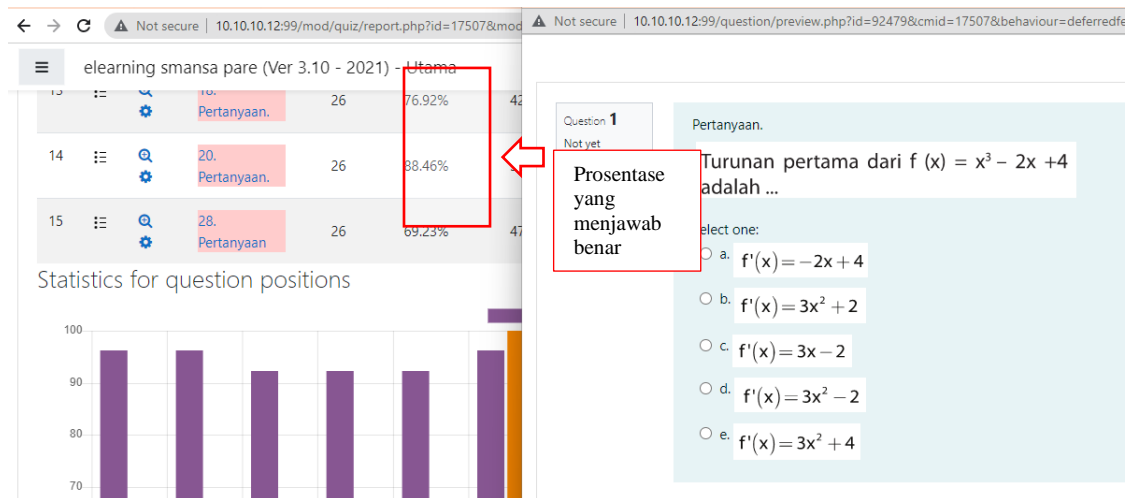 Not secure
10.10.10.12:99/mod/quiz/report.php?id=17507&mod
elearning smansa pare (Ver 3.10 - 2021) - Utama
Pertanyaan.
26
76.92%
42
14
20.
Pertanyaan.
26
88.46%
15
28.
Pertanyaan
26
69.23%
47
Statistics for question positions
100
90
80
70
Not secure
10.10.10.12:99/question/preview.php?id=92479&cmid=17507&behaviour=deferredfe
Question 1
Not yet
Prosentase
yang
menjawab
benar
Pertanyaan.
Turunan pertama dari f (x) = x³ – 2x +4
adalah ...
elect one:
a. f'(x)=−2x+4
b. f'(x)=3x²+2
c. f'(x)=3x−2
d. f'(x)=3x²−2
e. f'(x)=3x²+4